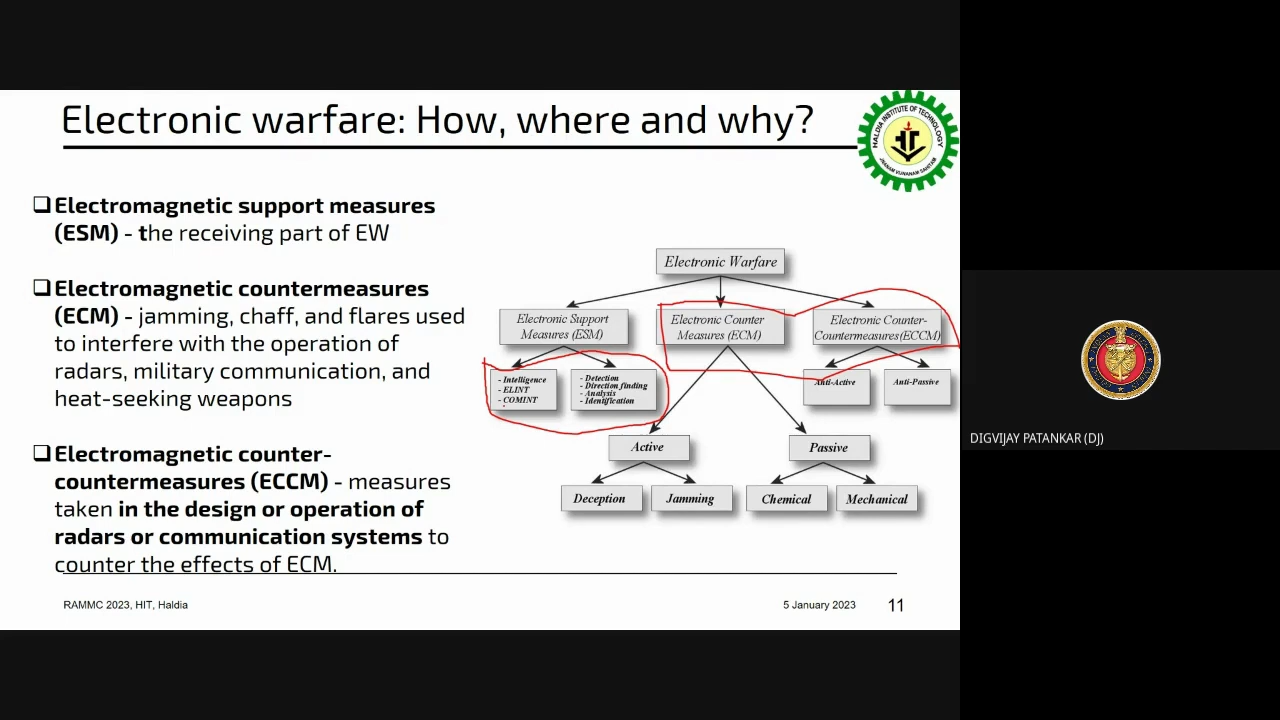 Electronic warfare: How, where and why?
HALDIA INSTITUTE OF TECHNOLOGY
❑Electromagnetic support measures
(ESM) - the receiving part of EW
❑Electromagnetic countermeasures
(ECM) - jamming, chaff, and flares used
to interfere with the operation of
radars, military communication, and
heat-seeking weapons
❑Electromagnetic counter-
countermeasures (ECCM) - measures
taken in the design or operation of
radars or communication systems to
counter the effects of ECM.
Electronic Warfare
Electronic Support
Measures (ESM)
Electronic Counter
Measures (ECM)
Electronic Counter-
Countermeasures(ECCM)
- Intelligence
- ELINT
- COMINT
-
- Detection
- Direction finding
- Analysis
- Identification
Anti-Active
Anti-Passive
Active
Passive
Deception
Jamming
Chemical
Mechanical
RAMMC 2023, HIT, Haldia
5 January 2023
11
DIGVIJAY PATANKAR (DJ)